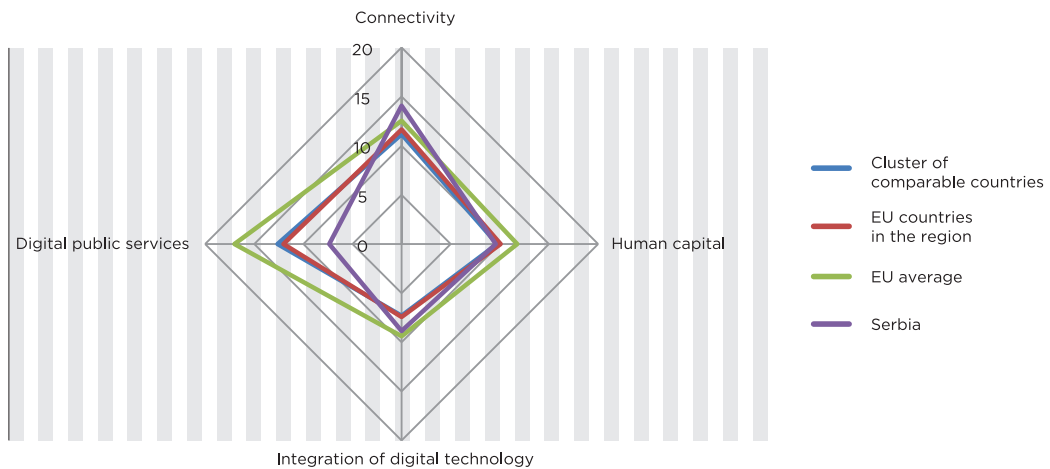 Connectivity
20
15
10
5
0
Digital public services
Human capital
Integration of digital technology
Cluster of
comparable countries
EU countries
in the region
EU average
Serbia